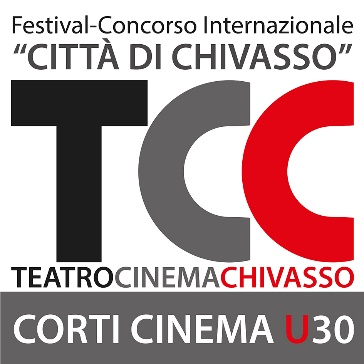 Festival-Concorso Internazionale
“CITTÀ DI CHIVASSO”
TCC
TEATROCINEMACHIVASSO
CORTI CINEMA U30